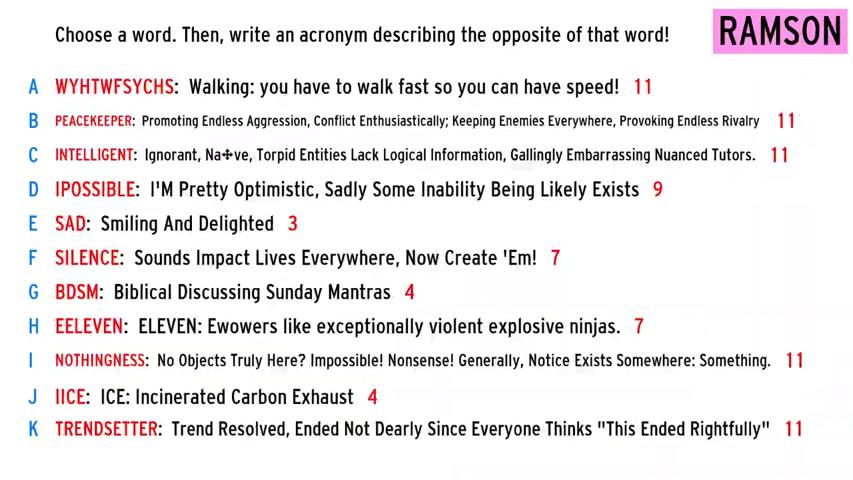 Choose a word. Then, write an acronym describing the opposite of that word!
RAMSON
A WYHTWFSYCHS: Walking: you have to walk fast so you can have speed! 11
B PEACEKEEPER: Promoting Endless Aggression, Conflict Enthusiastically; Keeping Enemies Everywhere, Provoking Endless Rivalry 11
C INTELLIGENT: Ignorant, Na✣ve, Torpid Entities Lack Logical Information, Gallingly Embarrassing Nuanced Tutors. 11
D IPOSSIBLE: I'M Pretty Optimistic, Sadly Some Inability Being Likely Exists 9
E SAD: Smiling And Delighted 3
F SILENCE: Sounds Impact Lives Everywhere, Now Create 'Em! 7
G BDSM: Biblical Discussing Sunday Mantras 4
H EELEVEN: ELEVEN: Ewowers like exceptionally violent explosive ninjas. 7
I NOTHINGNESS: No Objects Truly Here? Impossible! Nonsense! Generally, Notice Exists Somewhere: Something. 11
J IICE: ICE: Incinerated Carbon Exhaust 4
K TRENDSETTER: Trend Resolved, Ended Not Dearly Since Everyone Thinks "This Ended Rightfully" 11